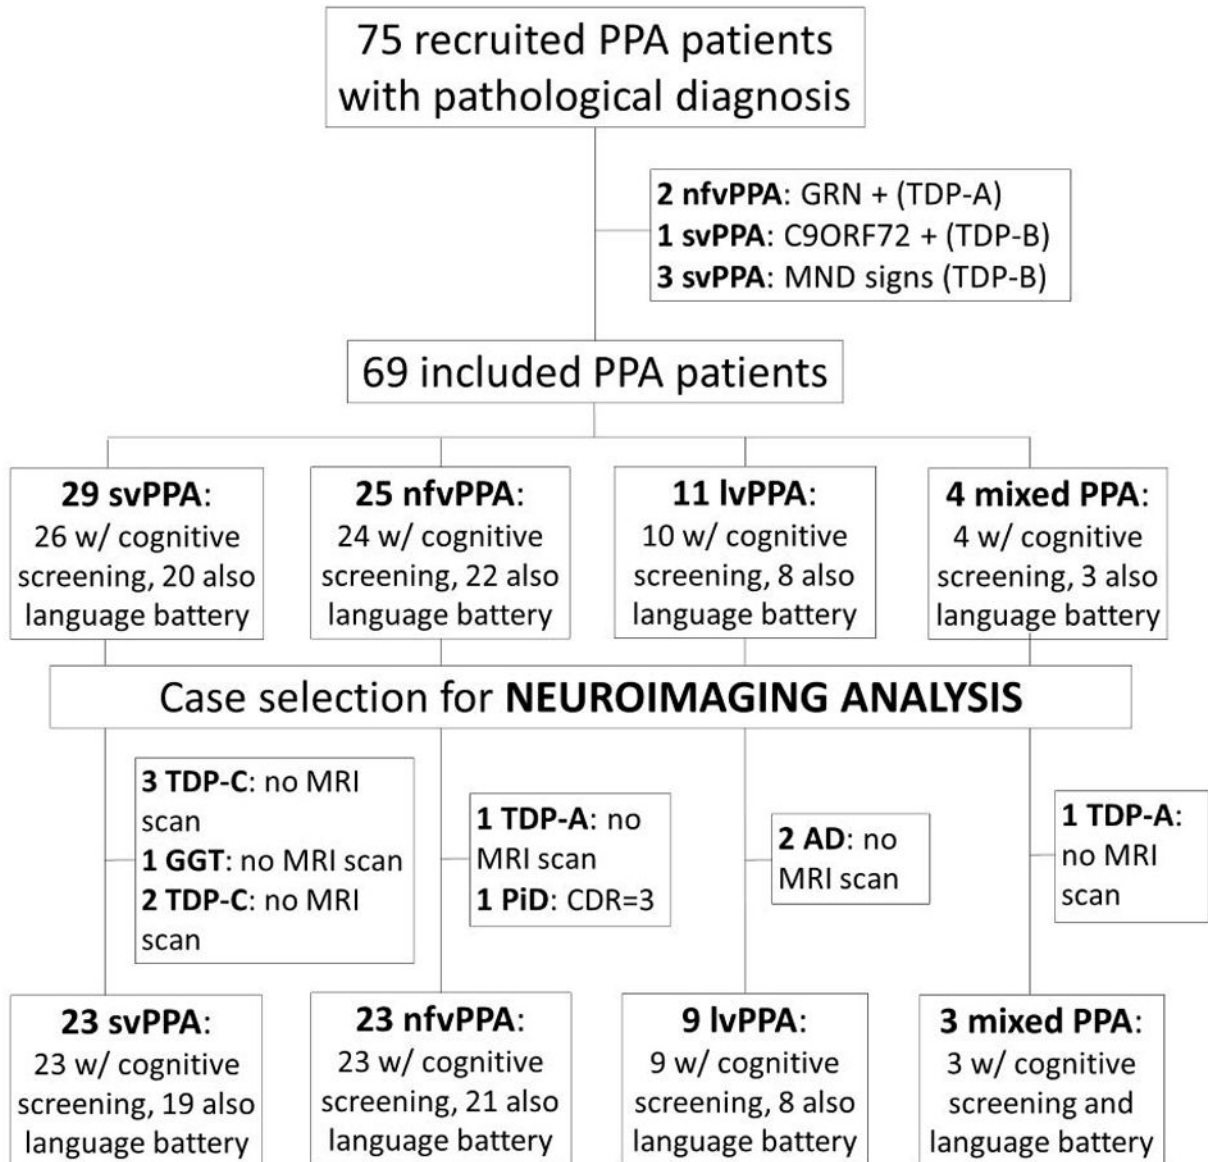 75 recruited PPA patients
with pathological diagnosis
2 nfvPPA: GRN + (TDP-A)
1 svPPA: C9ORF72 + (TDP-B)
3 svPPA: MND signs (TDP-B)
69 included PPA patients
29 svPPA:
26 w/ cognitive
screening, 20 also
language battery
25 nfvPPA:
24 w/ cognitive
screening, 22 also
language battery
11 lvPPA:
10 w/ cognitive
screening, 8 also
language battery
4 mixed PPA:
4 w/ cognitive
screening, 3 also
language battery
Case selection for NEUROIMAGING ANALYSIS
3 TDP-C: no MRI
scan
1 GGT: no MRI scan
2 TDP-C: no MRI
scan
1 TDP-A: no
MRI scan
1 PiD: CDR=3
2 AD: no
MRI scan
1 TDP-A:
no MRI
scan
23 svPPA:
23 w/ cognitive
screening, 19 also
language battery
23 nfvPPA:
23 w/ cognitive
screening, 21 also
language battery
9 lvPPA:
9 w/ cognitive
screening, 8 also
language battery
3 mixed PPA:
3 w/ cognitive
screening and
language battery